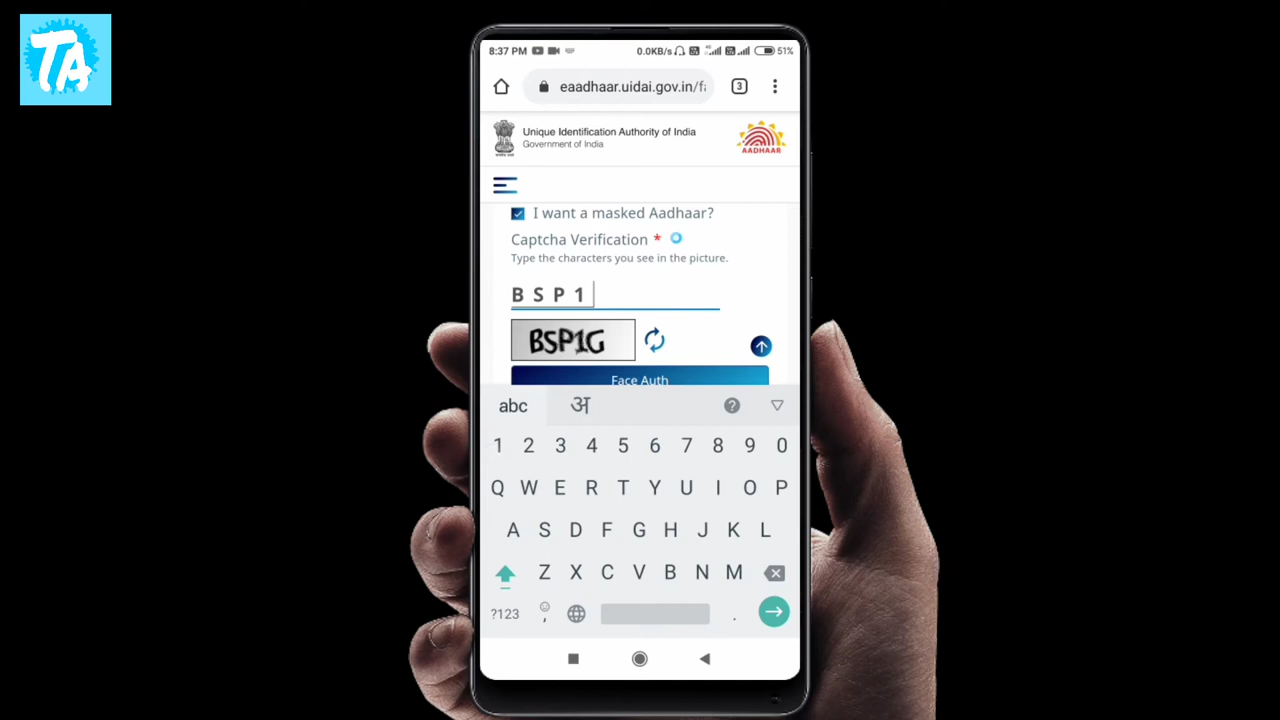 TA
8:37 PM 0.0KB/s 4G 51%
eaadhaar.uidai.gov.in/fa 3
Unique Identification Authority of India
Government of India
AADHAAR
I want a masked Aadhaar?
Captcha Verification *
Type the characters you see in the picture.
B S P 1
BSP1G
Face Auth
abc अ ?
1 2 3 4 5 6 7 8 9 0
Q W E R T Y U I O P
A S D F G H J K L
Z X C V B N M
?123 , .